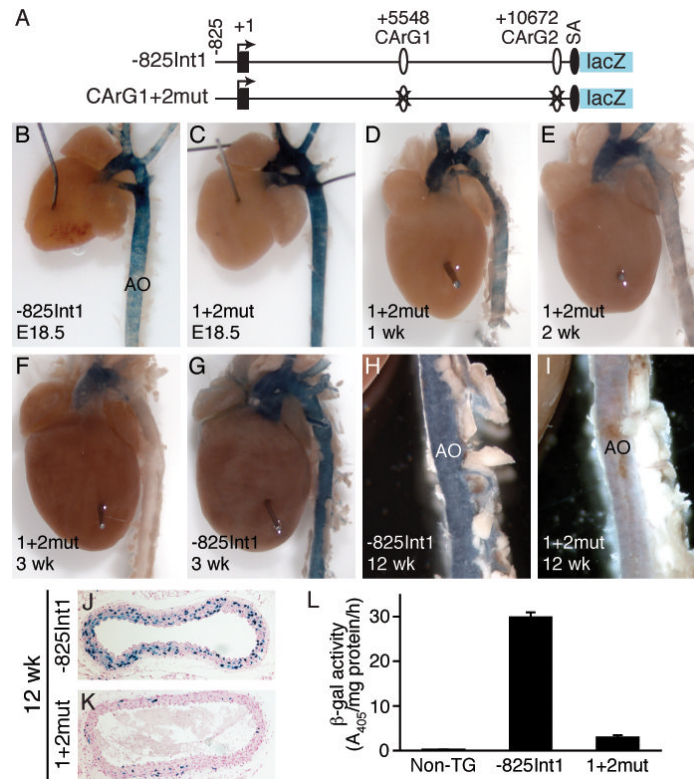 A
-825
+1
+5548
CArG1
+10672
CArG2
SA
-825Int1
lacZ
CArG1+2mut
lacZ
B
AO
-825Int1
E18.5
C
1+2mut
E18.5
D
1+2mut
1 wk
E
1+2mut
2 wk
F
1+2mut
3 wk
G
-825Int1
3 wk
H
AO
-825Int1
12 wk
I
AO
1+2mut
12 wk
12 wk
-825Int1
J
1+2mut
K
L
β-gal activity
(A405/mg protein/h)
30
20
10
0
Non-TG
-825Int1
1+2mut